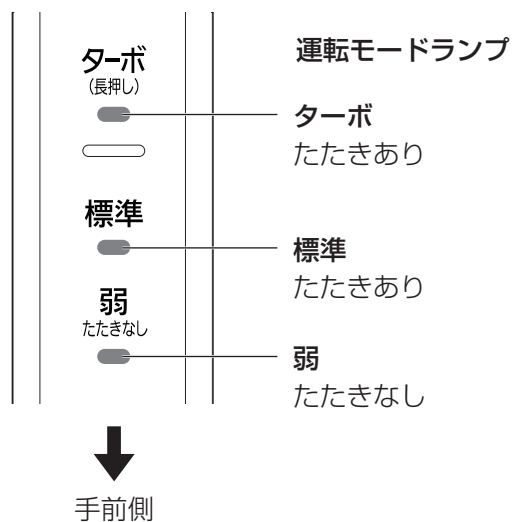 ターボ
(長押し)
標準
弱
たたきなし
運転モードランプ
ターボ
たたきあり
標準
たたきあり
弱
たたきなし
手前側